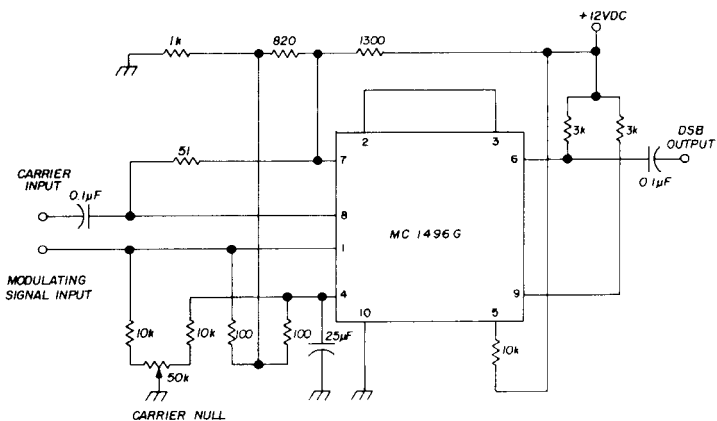 +12VDC
1k
820
1300
2
3
3k
3k
DSB
OUTPUT
51
7
6
CARRIER
INPUT
0.1µF
0.1µF
8
MC 1496G
1
MODULATING
SIGNAL INPUT
4
10
5
9
10k
10k
100
100
25µF
10k
50k
CARRIER NULL